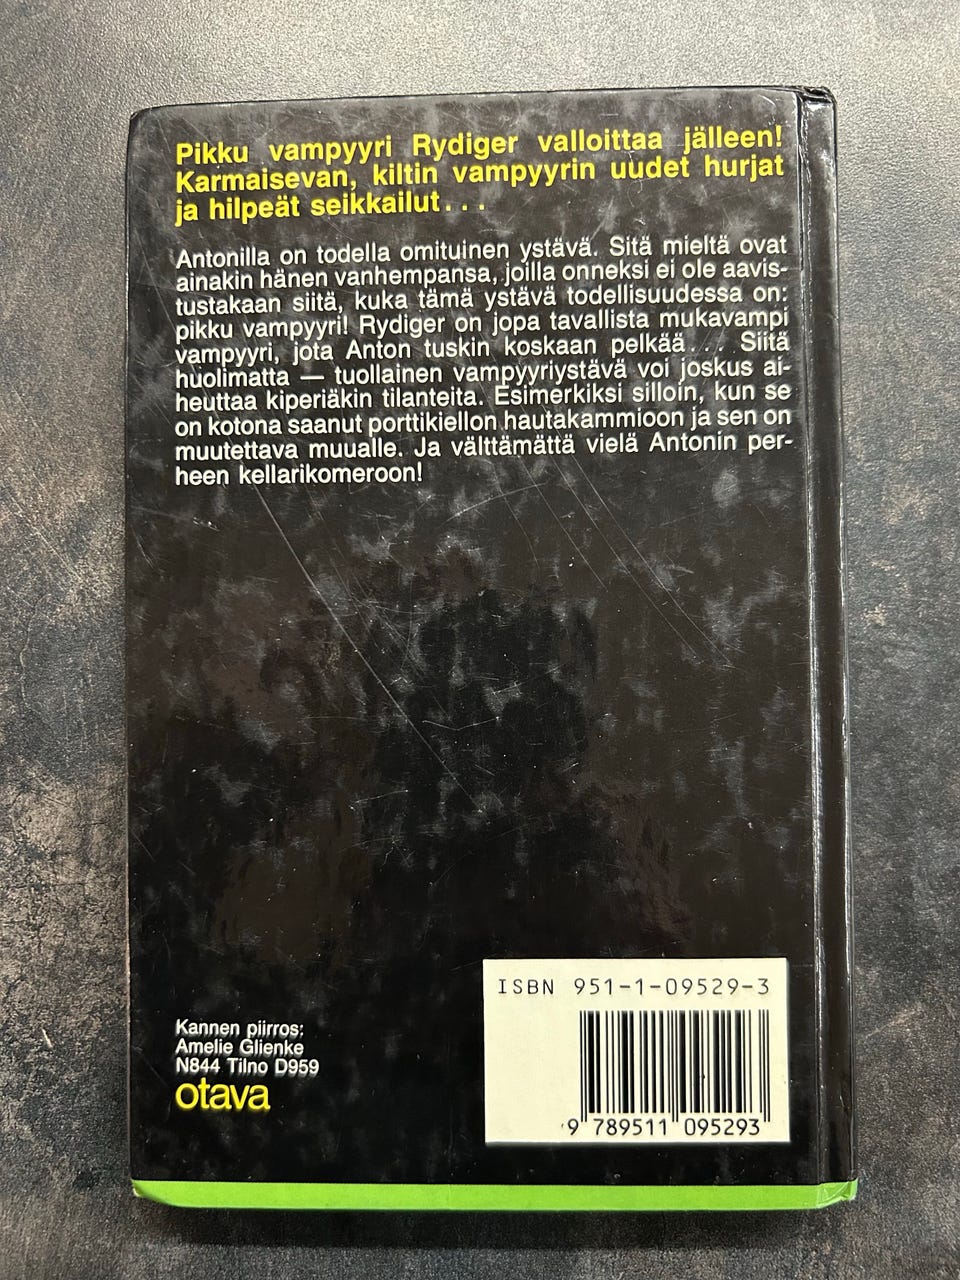 Pikku vampyyri Rydiger valloittaa jälleen!
Karmaisevan, kiltin vampyyrin uudet hurjat
ja hilpeät seikkailut...
Antonilla on todella omituinen ystävä. Sitä mieltä ovat
ainakin hänen vanhempansa, joilla onneksi ei ole aavis-
tustakaan siitä, kuka tämä ystävä todellisuudessa on:
pikku vampyyri! Rydiger on jopa tavallista mukavampi
vampyyri, jota Anton tuskin koskaan pelkää... Siitä
huolimatta — tuollainen vampyyriystävä voi joskus ai-
heuttaa kiperiäkin tilanteita. Esimerkiksi silloin, kun se
on kotona saanut porttikiellon hautakammioon ja sen on
muutettava muualle. Ja välttämättä vielä Antonin per-
heen kellarikomeroon!
ISBN 951-1-09529-3
9 789511 095293
Kannen piirros:
Amelie Glienke
N844 Tilno D959
otava